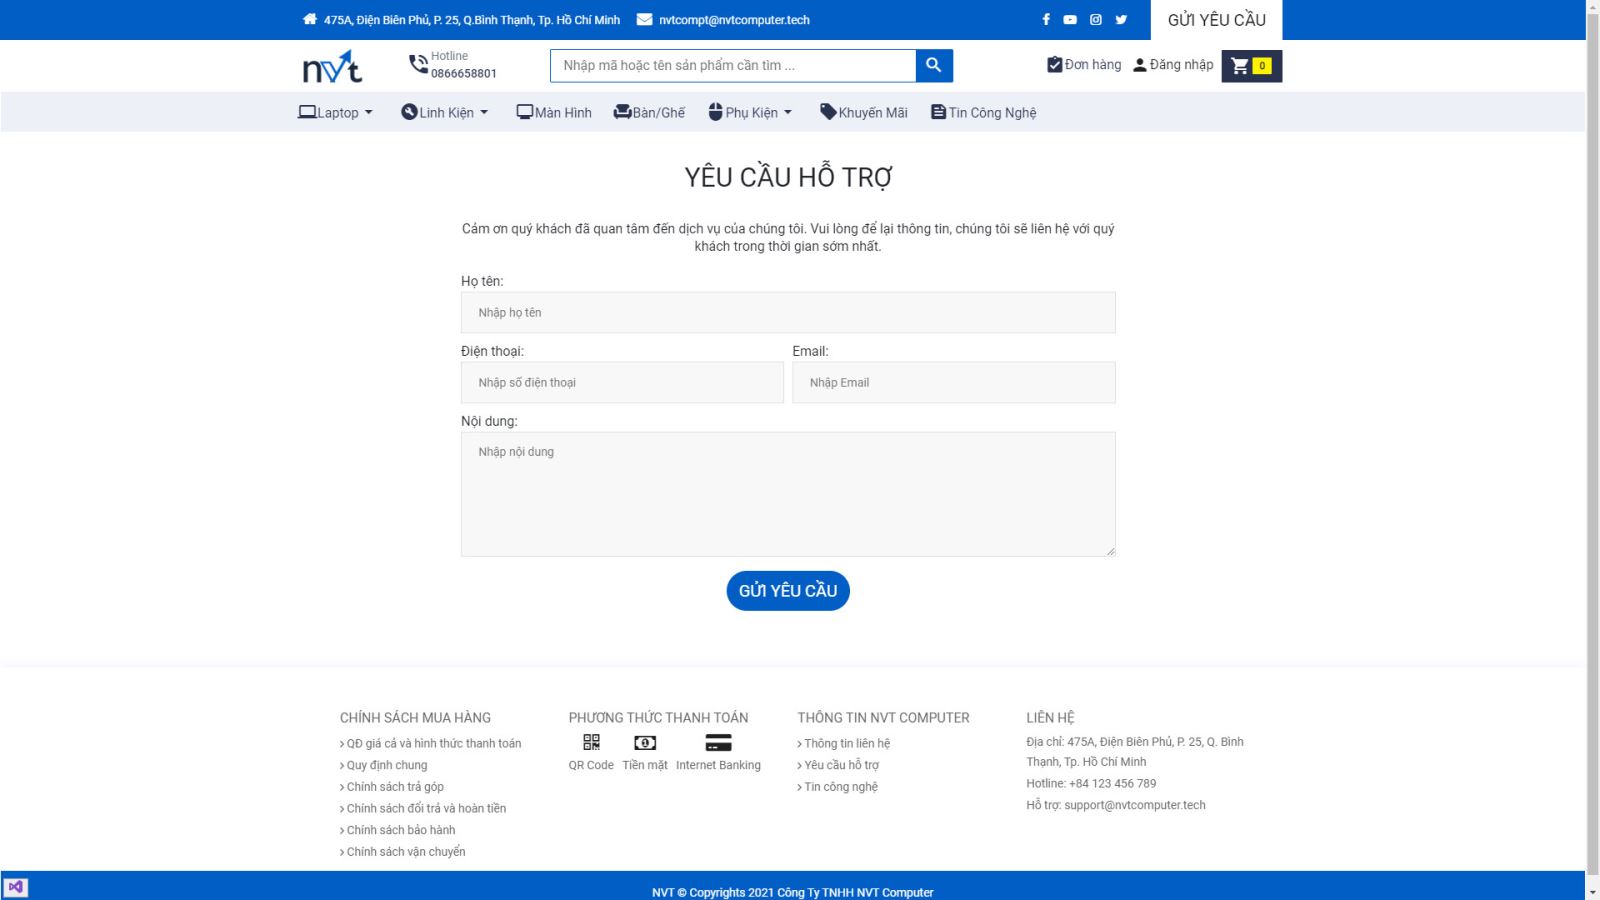 475A, Điện Biên Phủ, P. 25, Q.Bình Thạnh, Tp. Hồ Chí Minh nvtcompt@nvtcomputer.tech GỬI YÊU CẦU
nvt
Hotline
0866658801
Nhập mã hoặc tên sản phẩm cần tìm ...
Đơn hàng Đăng nhập 0
Laptop Linh Kiện Màn Hình Bàn/Ghế Phụ Kiện Khuyến Mãi Tin Công Nghệ
YÊU CẦU HỖ TRỢ
Cảm ơn quý khách đã quan tâm đến dịch vụ của chúng tôi. Vui lòng để lại thông tin, chúng tôi sẽ liên hệ với quý
khách trong thời gian sớm nhất.
Họ tên:
Nhập họ tên
Điện thoại: Email:
Nhập số điện thoại Nhập Email
Nội dung:
Nhập nội dung
GỬI YÊU CẦU
CHÍNH SÁCH MUA HÀNG
QĐ giá cả và hình thức thanh toán
Quy định chung
Chính sách trả góp
Chính sách đổi trả và hoàn tiền
Chính sách bảo hành
Chính sách vận chuyển
PHƯƠNG THỨC THANH TOÁN
QR Code Tiền mặt Internet Banking
THÔNG TIN NVT COMPUTER
Thông tin liên hệ
Yêu cầu hỗ trợ
Tin công nghệ
LIÊN HỆ
Địa chỉ: 475A, Điện Biên Phủ, P. 25, Q. Bình
Thạnh, Tp. Hồ Chí Minh
Hotline: +84 123 456 789
Hỗ trợ: support@nvtcomputer.tech
NVT © Copyrights 2021 Công Ty TNHH NVT Computer